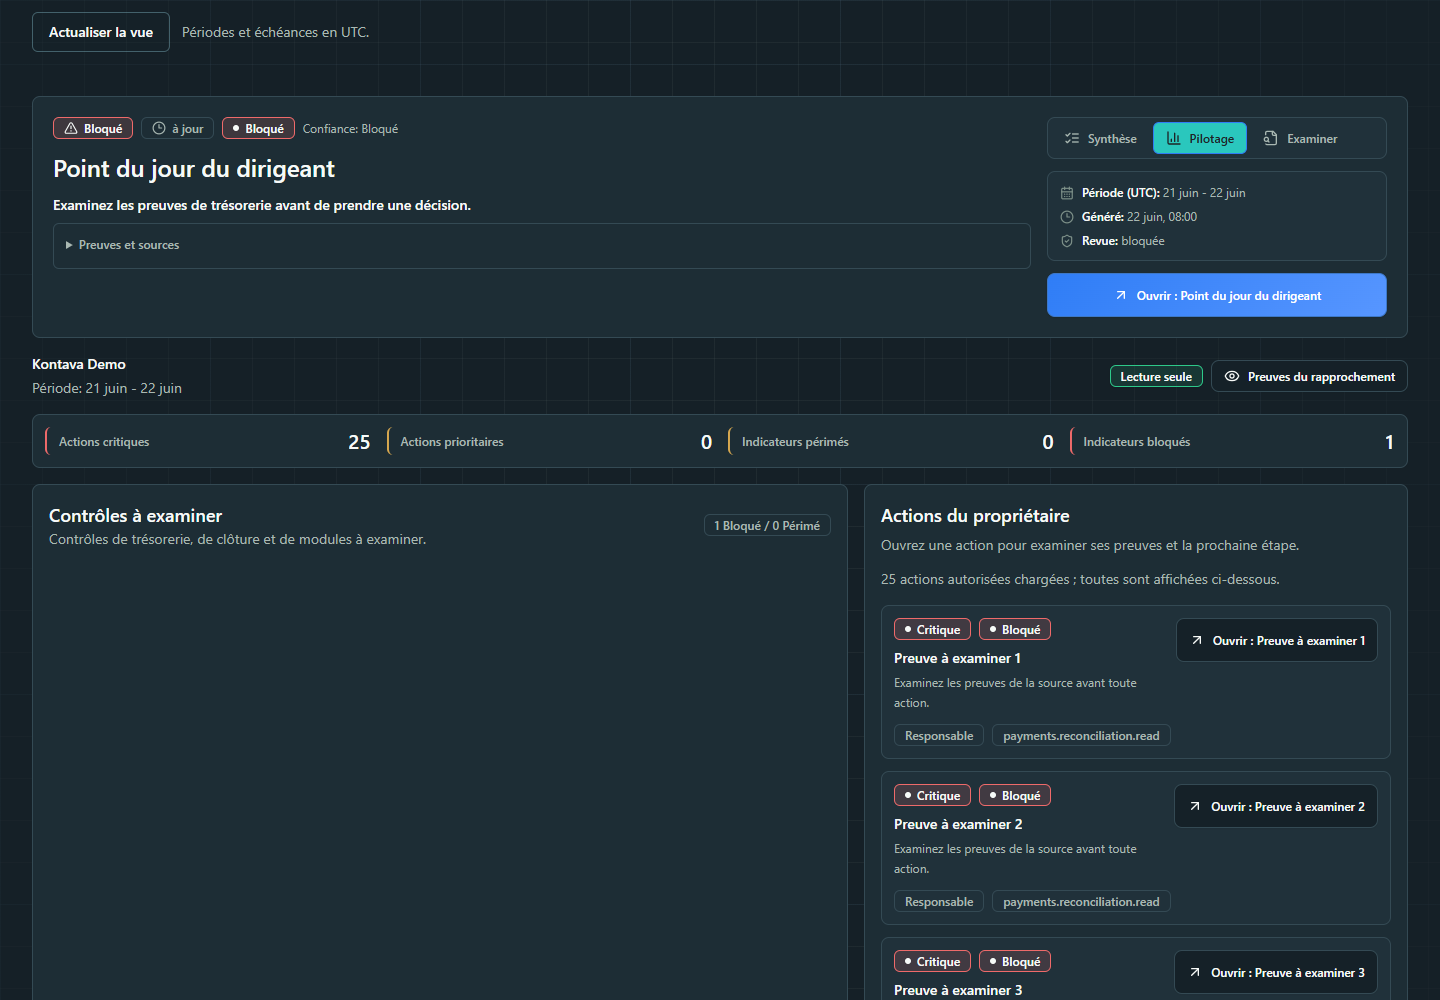 Actualiser la vue
Périodes et échéances en UTC.
Bloqué
à jour
Bloqué
Confiance: Bloqué
Point du jour du dirigeant
Examinez les preuves de trésorerie avant de prendre une décision.
Preuves et sources
Synthèse
Pilotage
Examiner
Période (UTC): 21 juin - 22 juin
Généré: 22 juin, 08:00
Revue: bloquée
Ouvrir : Point du jour du dirigeant
Kontava Demo
Période: 21 juin - 22 juin
Lecture seule
Preuves du rapprochement
Actions critiques
25
Actions prioritaires
0
Indicateurs périmés
0
Indicateurs bloqués
1
Contrôles à examiner
Contrôles de trésorerie, de clôture et de modules à examiner.
1 Bloqué / 0 Périmé
Actions du propriétaire
Ouvrez une action pour examiner ses preuves et la prochaine étape.
25 actions autorisées chargées ; toutes sont affichées ci-dessous.
Critique
Bloqué
Preuve à examiner 1
Examinez les preuves de la source avant toute
action.
Responsable
payments.reconciliation.read
Ouvrir : Preuve à examiner 1
Critique
Bloqué
Preuve à examiner 2
Examinez les preuves de la source avant toute
action.
Responsable
payments.reconciliation.read
Ouvrir : Preuve à examiner 2
Critique
Bloqué
Preuve à examiner 3
Ouvrir : Preuve à examiner 3